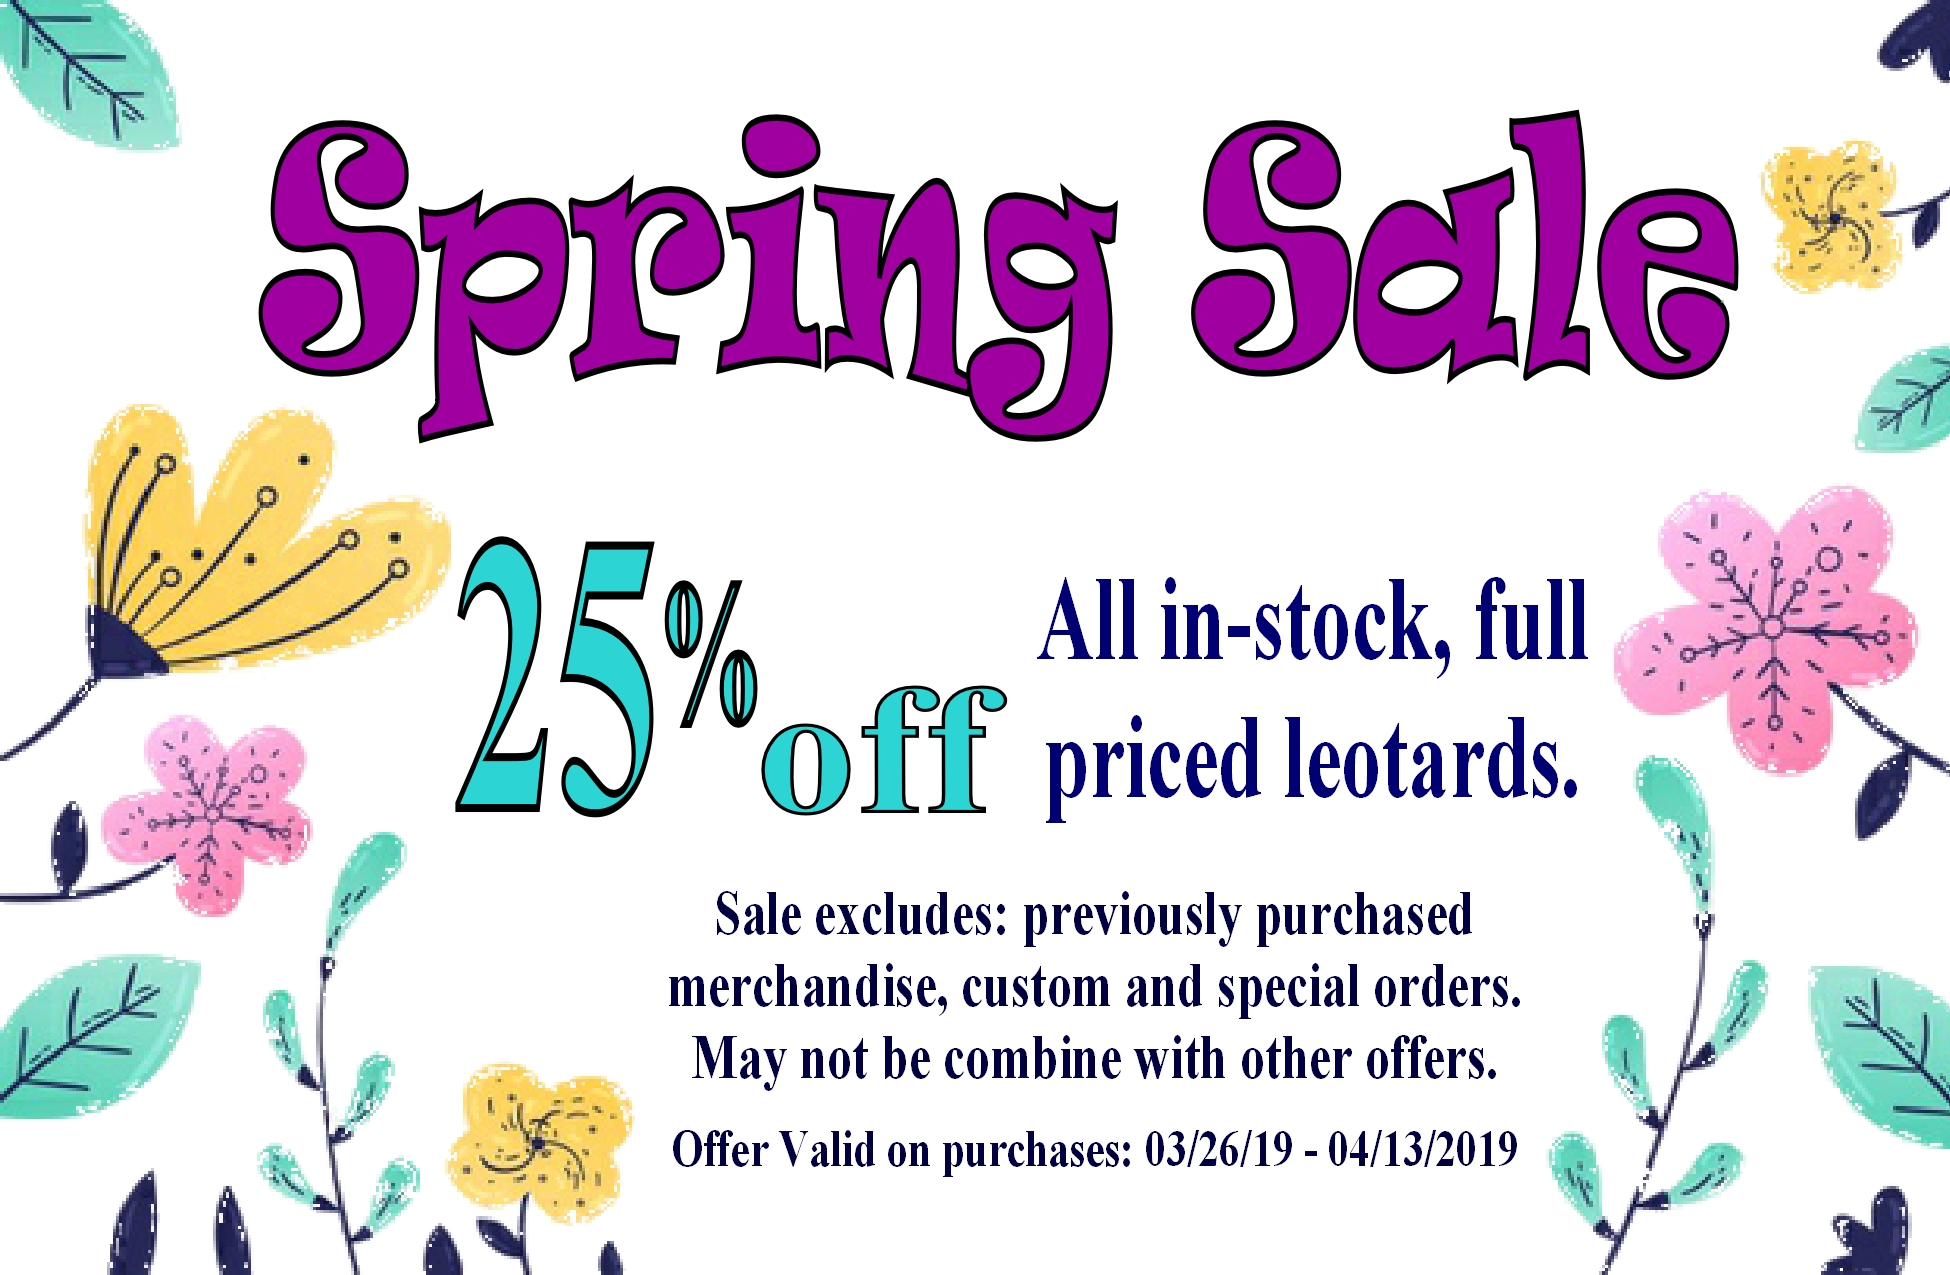 Spring Sale
25% off
All in-stock, full
priced leotards.
Sale excludes: previously purchased
merchandise, custom and special orders.
May not be combine with other offers.
Offer Valid on purchases: 03/26/19 - 04/13/2019